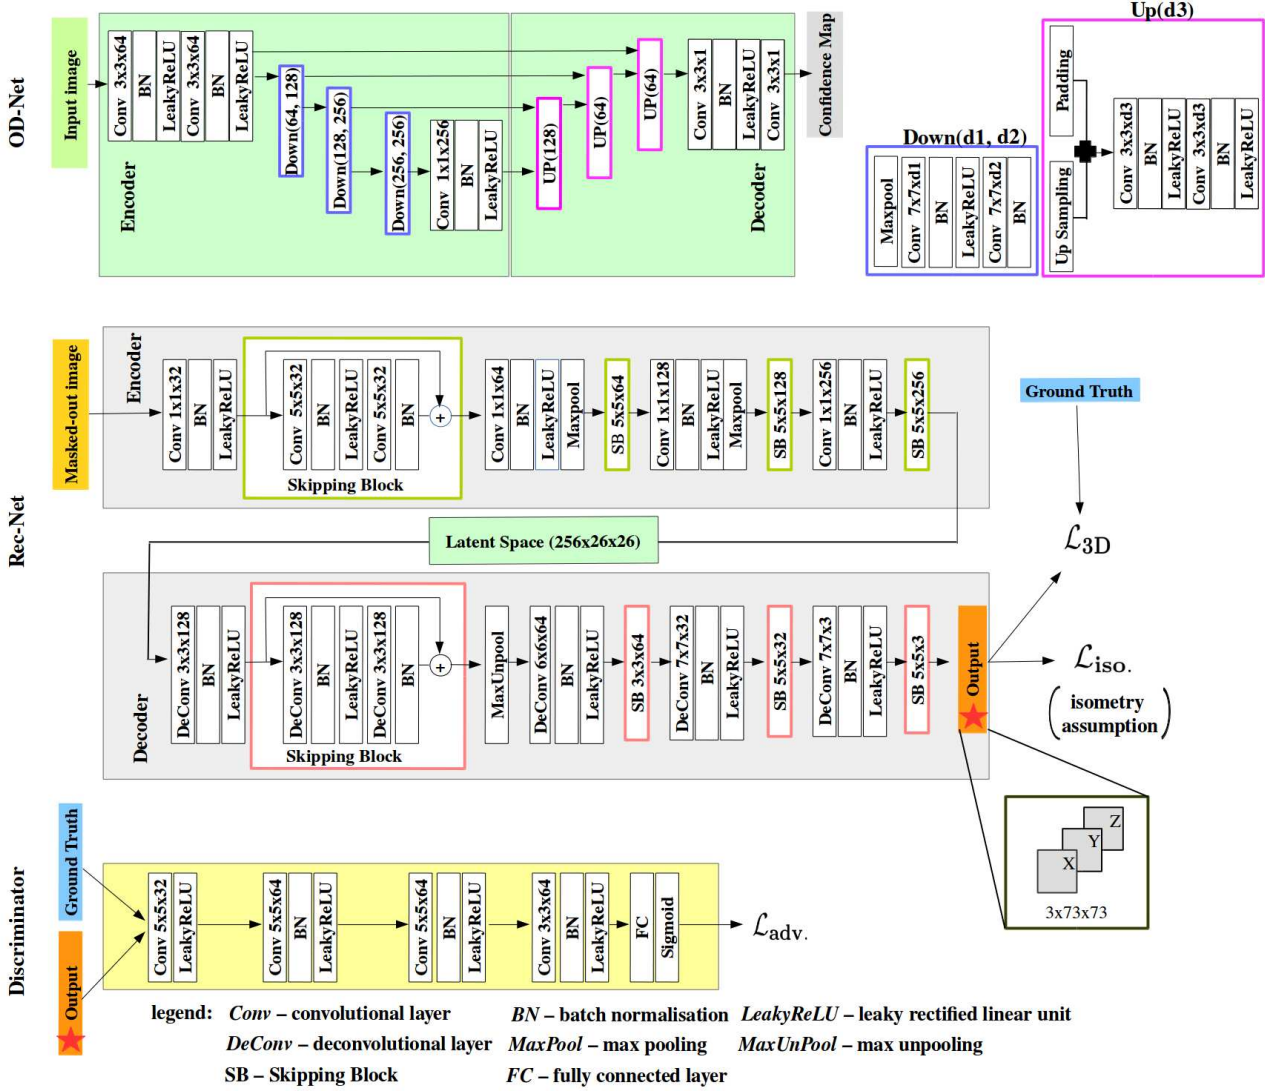 OD-Net
Input image
Encoder
Conv 3x3x64
BN
LeakyReLU
Conv 3x3x64
BN
LeakyReLU
Down(64, 128)
Down(128, 256)
Down(256, 256)
Conv 1x1x256
BN
LeakyReLU
UP(128)
UP(64)
UP(64)
Conv 3x3x1
BN
LeakyReLU
Conv 3x3x1
Decoder
Confidence Map
Down(d1, d2)
Maxpool
Conv 7x7xd1
BN
LeakyReLU
Conv 7x7xd2
BN
Up(d3)
Padding
Up Sampling
Conv 3x3xd3
BN
LeakyReLU
Conv 3x3xd3
BN
LeakyReLU
Rec-Net
Masked-out image
Encoder
Conv 1x1x32
BN
LeakyReLU
Conv 5x5x32
BN
LeakyReLU
Conv 5x5x32
BN
+
Skipping Block
Conv 1x1x64
BN
LeakyReLU
Maxpool
SB 5x5x64
Conv 1x1x128
BN
LeakyReLU
Maxpool
SB 5x5x128
Conv 1x1x256
BN
LeakyReLU
SB 5x5x256
Ground Truth
Latent Space (256x26x26)
Decoder
DeConv 3x3x128
BN
LeakyReLU
DeConv 3x3x128
BN
LeakyReLU
DeConv 3x3x128
BN
+
Skipping Block
MaxUnpool
DeConv 6x6x64
BN
LeakyReLU
SB 3x3x64
DeConv 7x7x32
BN
LeakyReLU
SB 5x5x32
DeConv 7x7x3
BN
LeakyReLU
SB 5x5x3
Output
ℒ3D
ℒiso.
(isometry
assumption)
X
Y
Z
3x73x73
Discriminator
Ground Truth
Output
Conv 5x5x32
LeakyReLU
Conv 5x5x64
BN
LeakyReLU
Conv 5x5x64
BN
LeakyReLU
Conv 3x3x64
BN
LeakyReLU
FC
Sigmoid
ℒadv.
legend: Conv – convolutional layer BN – batch normalisation LeakyReLU – leaky rectified linear unit
DeConv – deconvolutional layer MaxPool – max pooling MaxUnPool – max unpooling
SB – Skipping Block FC – fully connected layer